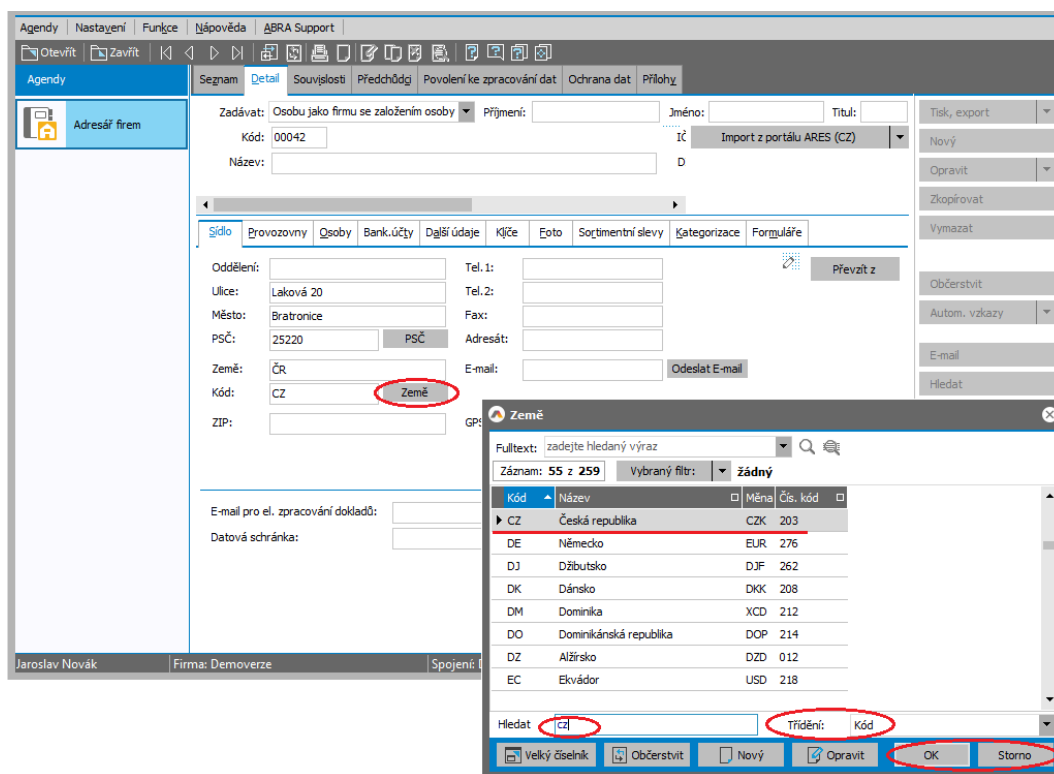 Agendy Nastavení Funkce Nápověda ABRA Support
Otevřít Zavřít
Agendy Seznam Detail Souvislosti Předchůdci Povolení ke zpracování dat Ochrana dat Přílohy
Adresář firem
Zadávat: Osobu jako firmu se založením osoby Příjmení: Jméno: Titul:
Kód: 00042 IČ Import z portálu ARES (CZ)
Název: D
Tisk, export
Nový
Opravit
Zkopírovat
Vymazat
Občerstvit
Autom. vzkazy
E-mail
Hledat
Sídlo Provozovny Osoby Bank.účty Další údaje Klíče Foto Sortimentní slevy Kategorizace Formuláře
Oddělení: Tel.1: Převzít z
Ulice: Laková 20 Tel.2:
Město: Bratronice Fax:
PSČ: 25220 PSČ Adresát:
Země: ČR E-mail: Odeslat E-mail
Kód: CZ Země
ZIP: GPS
E-mail pro el. zpracování dokladů:
Datová schránka:
Jaroslav Novák Firma: Demoverze Spojení:
Země
Fulltext: zadejte hledaný výraz
Záznam: 55 z 259 Vybraný filtr: žádný
Kód Název Měna Čís. kód
CZ Česká republika CZK 203
DE Německo EUR 276
DJ Džibutsko DJF 262
DK Dánsko DKK 208
DM Dominika XCD 212
DO Dominikánská republika DOP 214
DZ Alžírsko DZD 012
EC Ekvádor USD 218
Hledat cz Třídění: Kód
Velký číselník Občerstvit Nový Opravit OK Storno